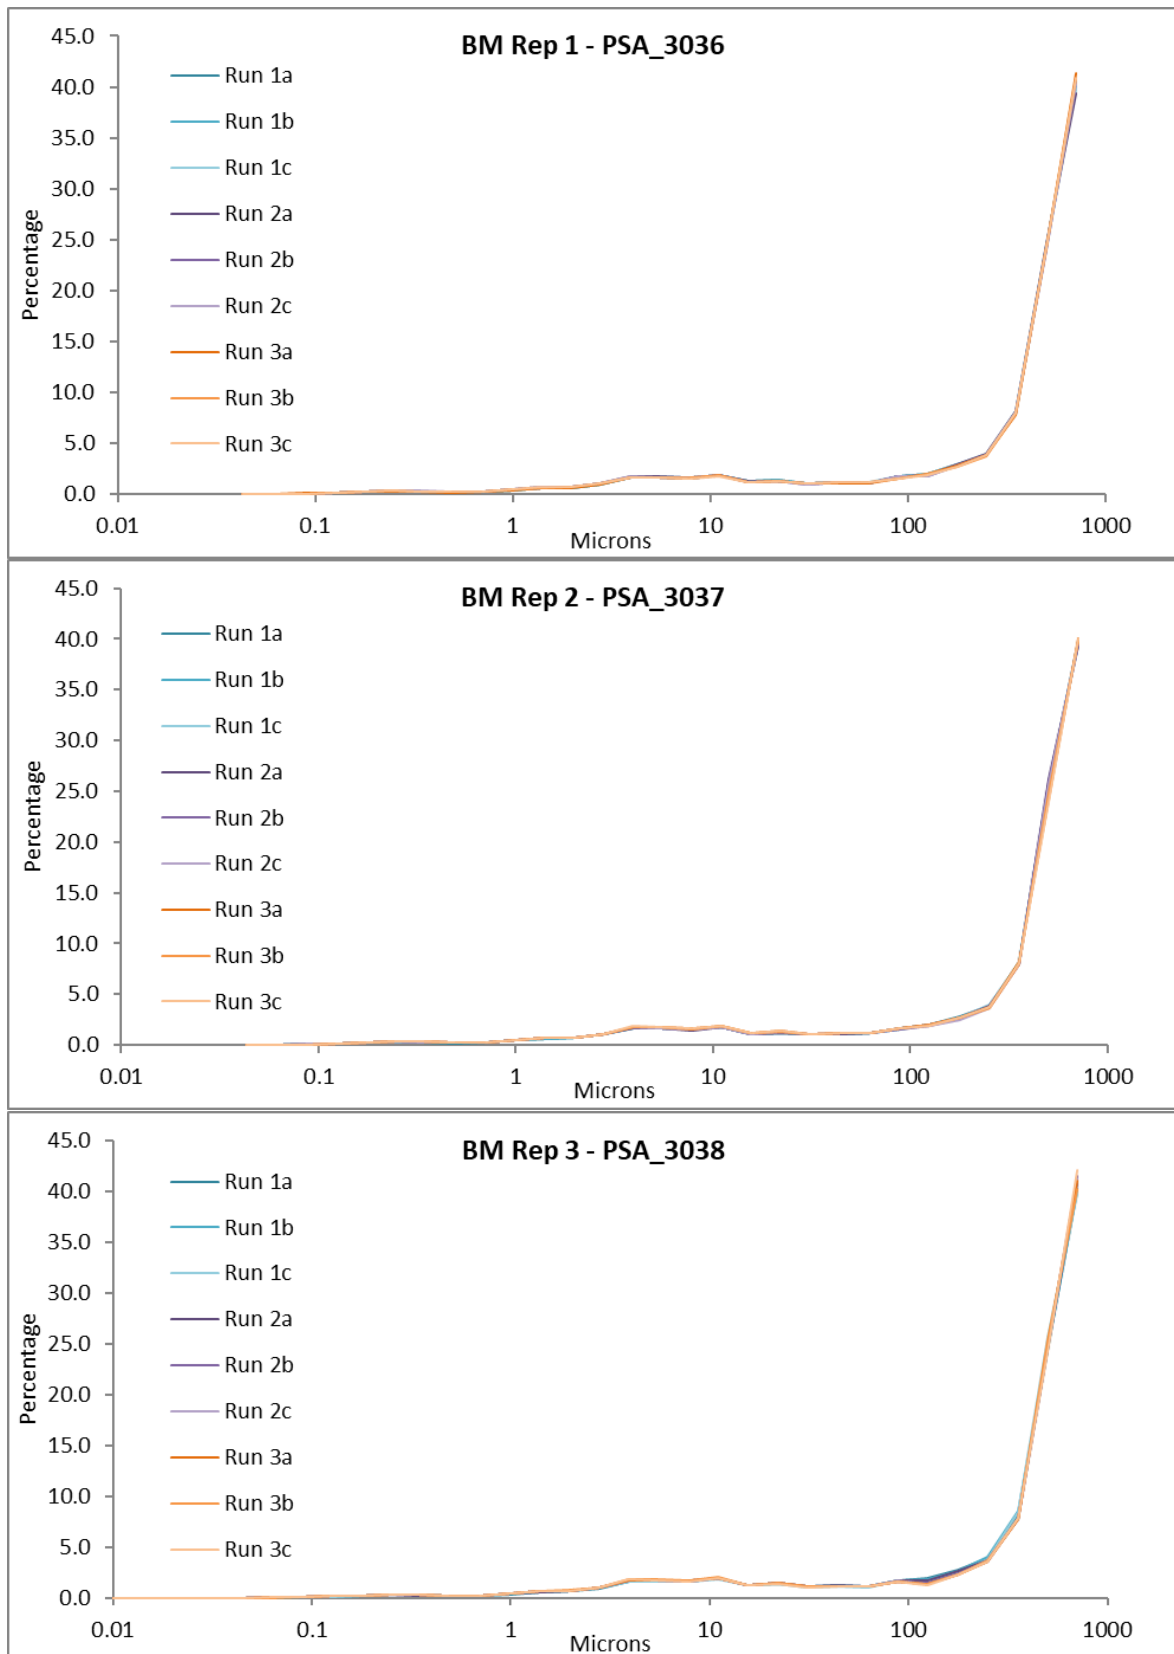 BM Rep 1 - PSA_3036
45.0
40.0
35.0
30.0
25.0
20.0
15.0
10.0
5.0
0.0
Percentage
Run 1a
Run 1b
Run 1c
Run 2a
Run 2b
Run 2c
Run 3a
Run 3b
Run 3c
0.01 0.1 1 10 100 1000
Microns
BM Rep 2 - PSA_3037
45.0
40.0
35.0
30.0
25.0
20.0
15.0
10.0
5.0
0.0
Percentage
Run 1a
Run 1b
Run 1c
Run 2a
Run 2b
Run 2c
Run 3a
Run 3b
Run 3c
0.01 0.1 1 10 100 1000
Microns
BM Rep 3 - PSA_3038
45.0
40.0
35.0
30.0
25.0
20.0
15.0
10.0
5.0
0.0
Percentage
Run 1a
Run 1b
Run 1c
Run 2a
Run 2b
Run 2c
Run 3a
Run 3b
Run 3c
0.01 0.1 1 10 100 1000
Microns